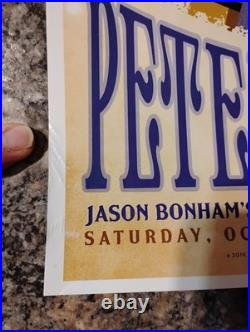 PETE
JASON BONHAM'S
SATURDAY, OC